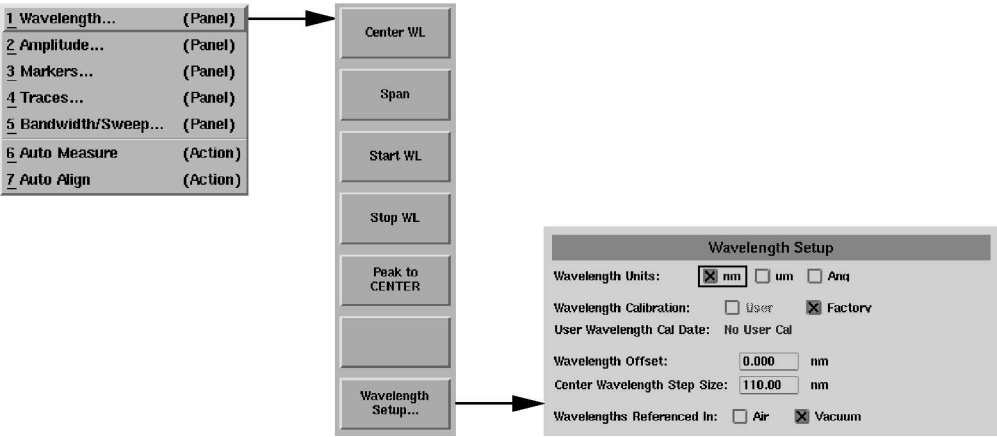 1 Wavelength... (Panel)
2 Amplitude... (Panel)
3 Markers... (Panel)
4 Traces... (Panel)
5 Bandwidth/Sweep... (Panel)
6 Auto Measure (Action)
7 Auto Align (Action)
Center WL
Span
Start WL
Stop WL
Peak to
CENTER
Wavelength
Setup...
Wavelength Setup
Wavelength Units: nm um Ang
Wavelength Calibration: User Factory
User Wavelength Cal Date: No User Cal
Wavelength Offset: 0.000 nm
Center Wavelength Step Size: 110.00 nm
Wavelengths Referenced In: Air Vacuum